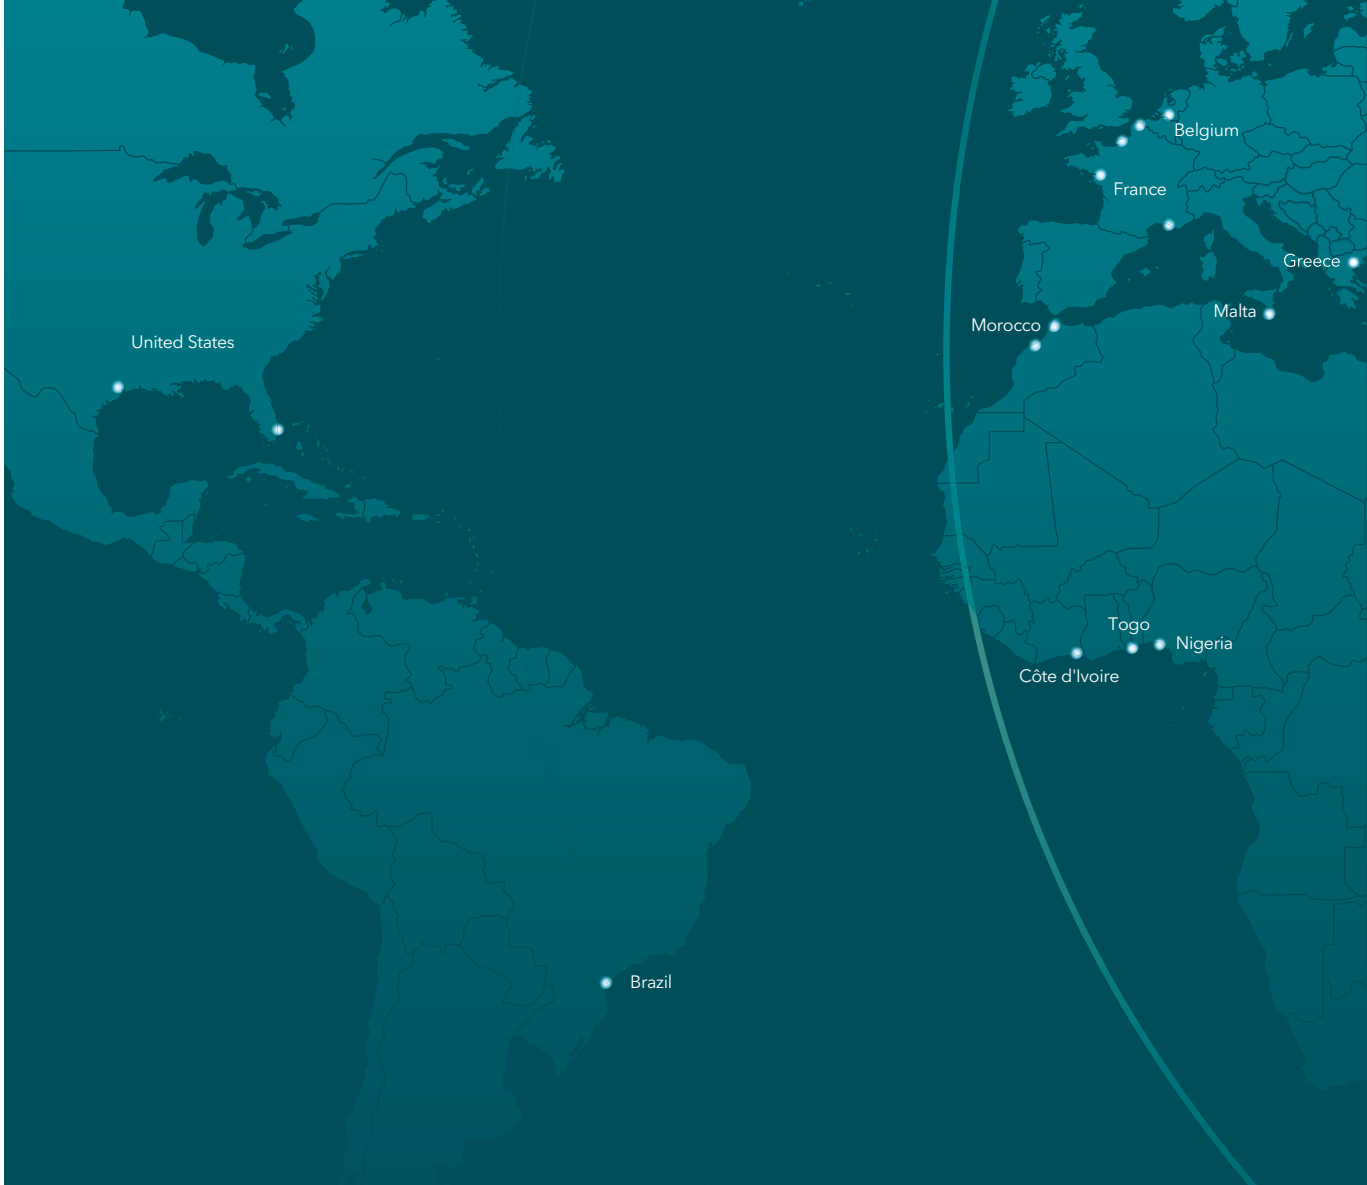 Belgium
France
Greece
Malta
Morocco
United States
Togo
Nigeria
Côte d'Ivoire
Brazil